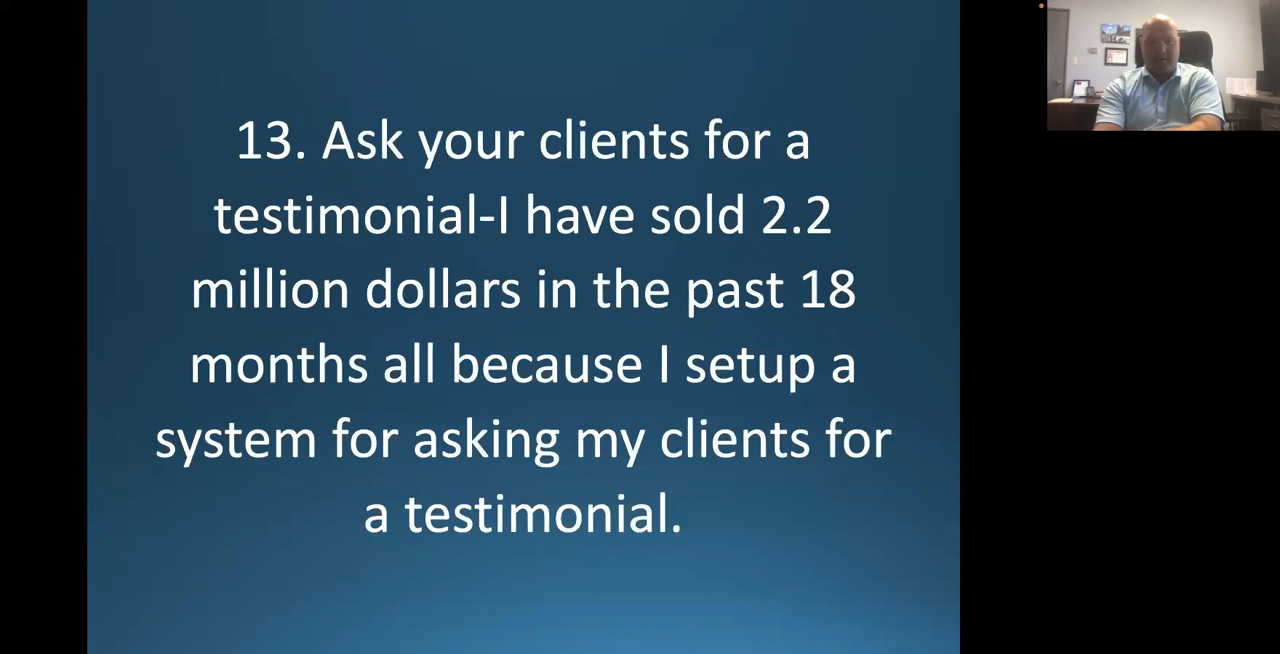 13. Ask your clients for a
testimonial-I have sold 2.2
million dollars in the past 18
months all because I setup a
system for asking my clients for
a testimonial.